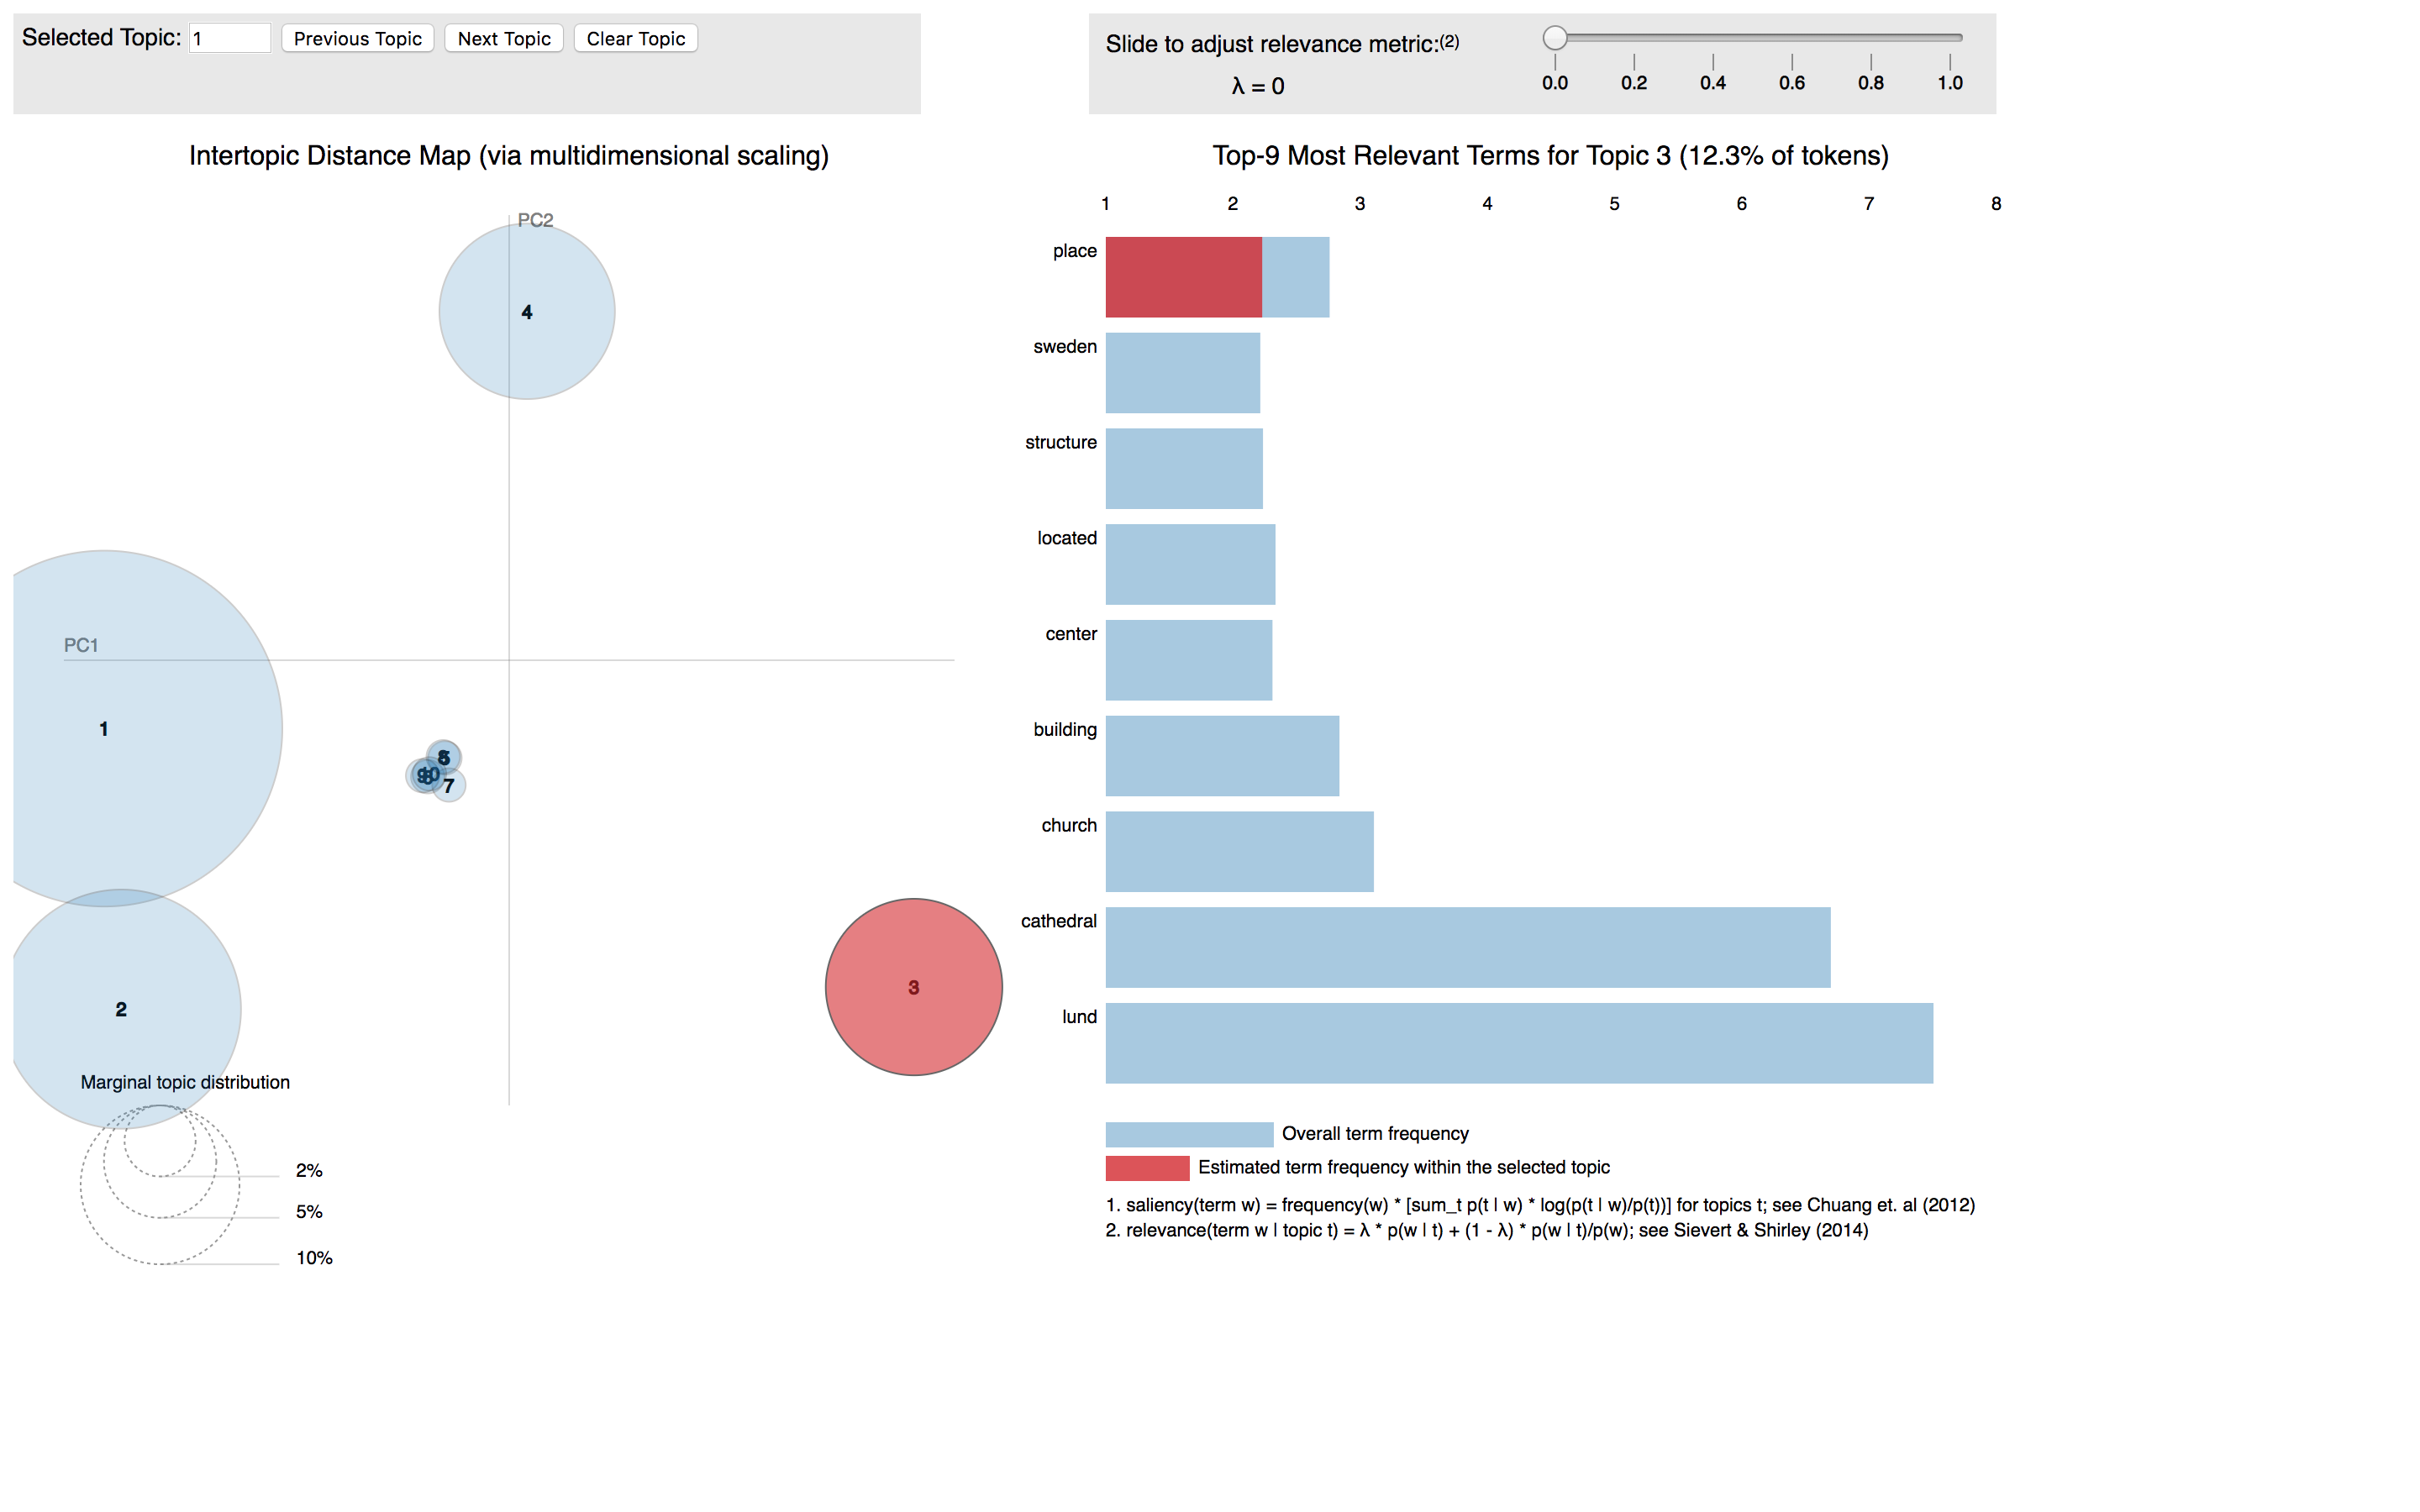 Selected Topic: 1 Previous Topic Next Topic Clear Topic
Slide to adjust relevance metric:(2)
λ = 0
0.0 0.2 0.4 0.6 0.8 1.0
Intertopic Distance Map (via multidimensional scaling)
PC2
4
PC1
1
5
9
7
2
3
Marginal topic distribution
2%
5%
10%
Top-9 Most Relevant Terms for Topic 3 (12.3% of tokens)
1 2 3 4 5 6 7 8
place
sweden
structure
located
center
building
church
cathedral
lund
Overall term frequency
Estimated term frequency within the selected topic
1. saliency(term w) = frequency(w) * [sum_t p(t | w) * log(p(t | w)/p(t))] for topics t; see Chuang et. al (2012)
2. relevance(term w | topic t) = λ * p(w | t) + (1 - λ) * p(w | t)/p(w); see Sievert & Shirley (2014)